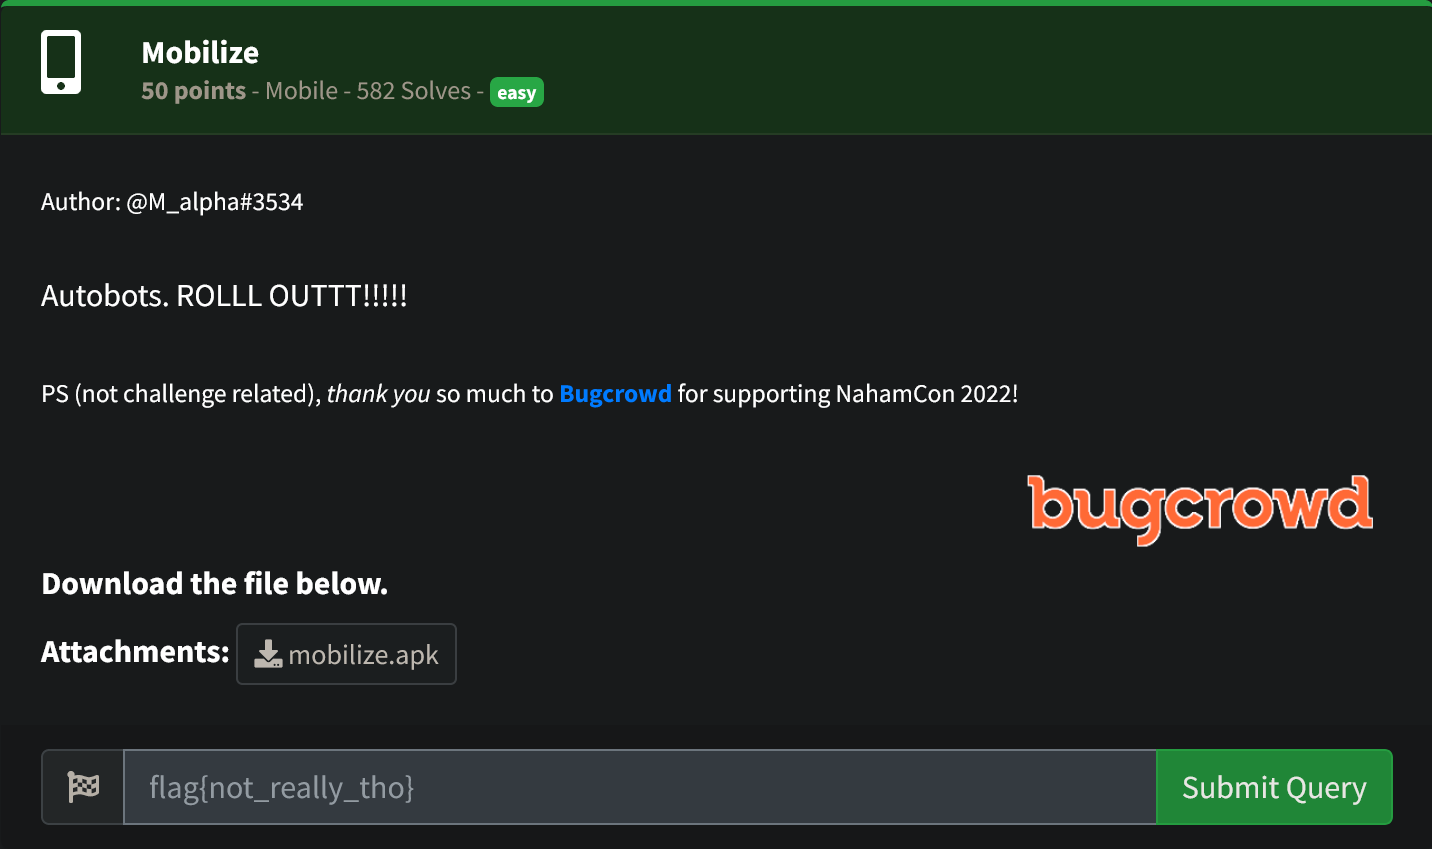 Mobilize
50 points - Mobile - 582 Solves - easy
Author: @M_alpha#3534
Autobots. ROLLL OUTTT!!!!!
PS (not challenge related), thank you so much to Bugcrowd for supporting NahamCon 2022!
bugcrowd
Download the file below.
Attachments: mobilize.apk
flag{not_really_tho} Submit Query